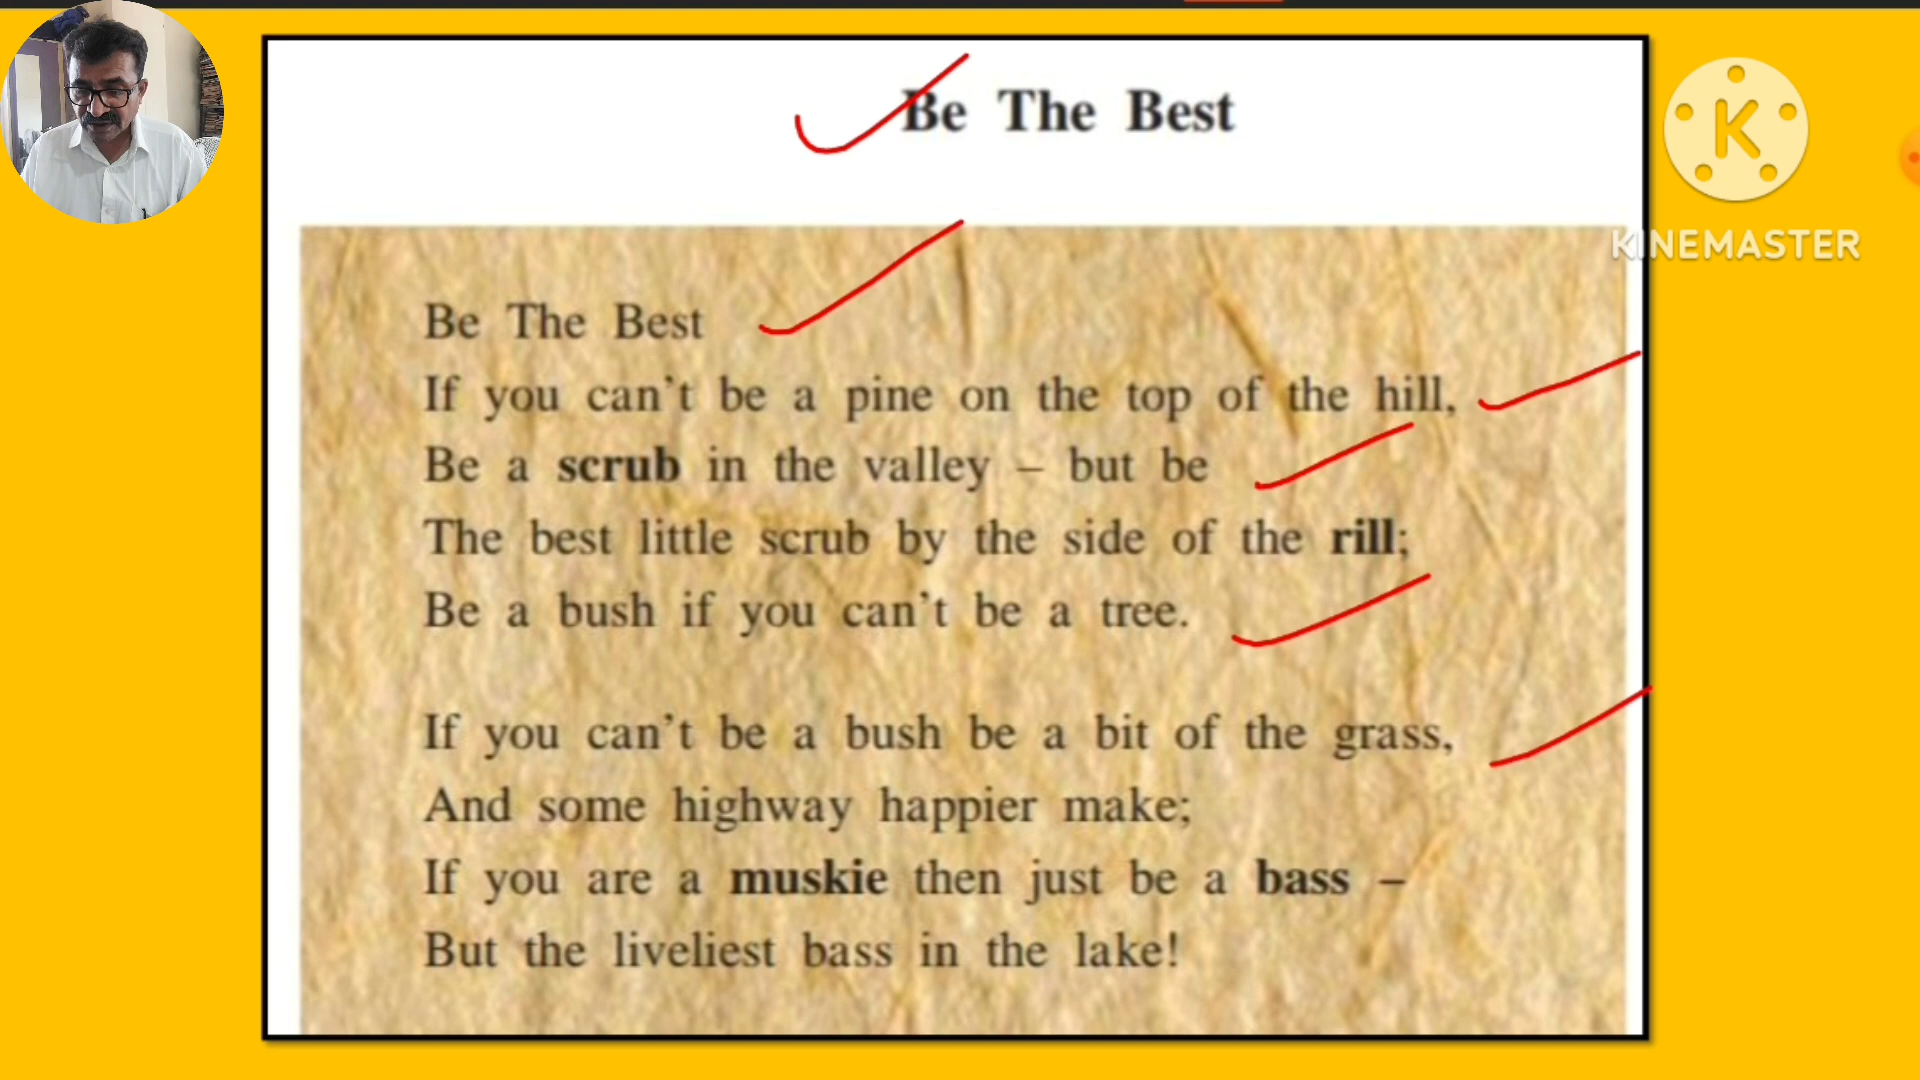 Be The Best
Be The Best
If you can't be a pine on the top of the hill,
Be a scrub in the valley – but be
The best little scrub by the side of the rill;
Be a bush if you can't be a tree.
If you can't be a bush be a bit of the grass,
And some highway happier make;
If you are a muskie then just be a bass –
But the liveliest bass in the lake!
K
KINEMASTER